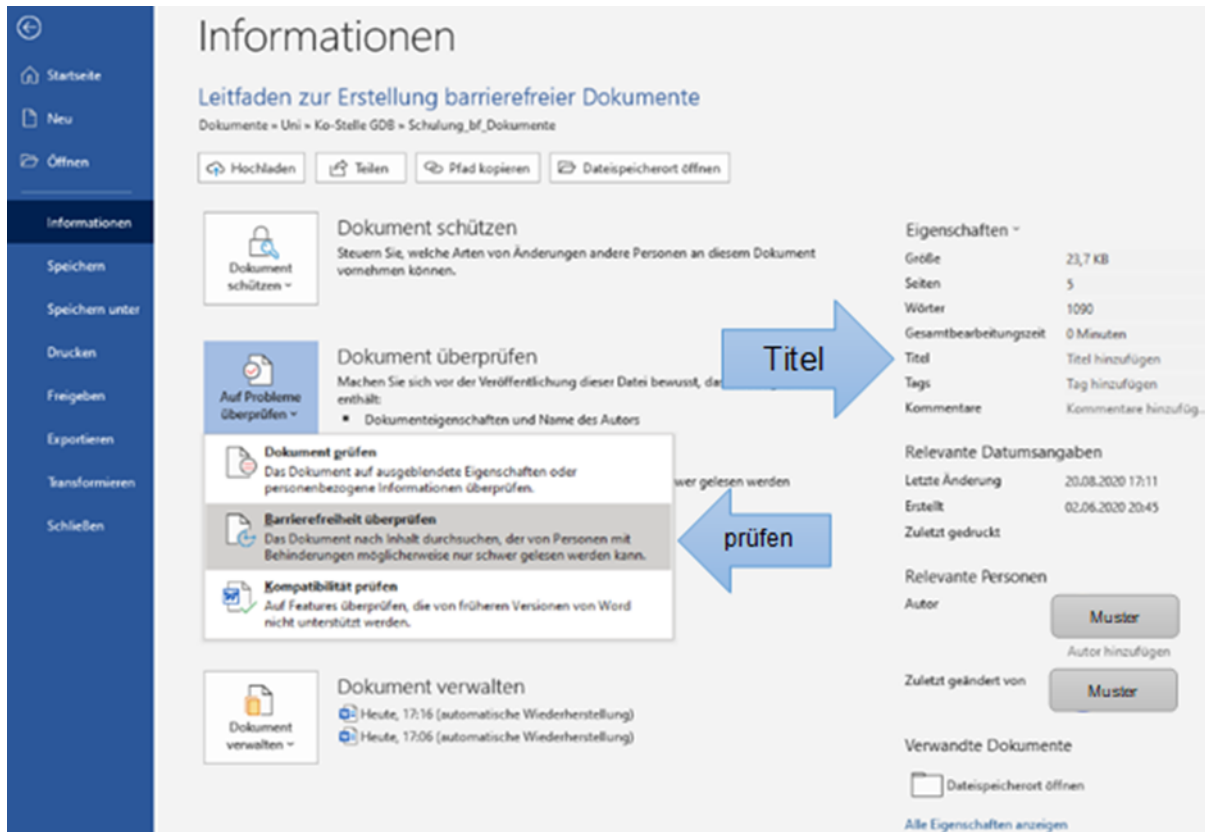 Informationen
Startseite
Neu
Öffnen
Informationen
Speichern
Speichern unter
Drucken
Freigeben
Exportieren
Transformieren
Schließen
Leitfaden zur Erstellung barrierefreier Dokumente
Dokumente » Uni » Ko-Stelle GDB » Schulung_bf_Dokumente
Hochladen
Teilen
Pfad kopieren
Dateispeicherort öffnen
Dokument
schützen
Dokument schützen
Steuern Sie, welche Arten von Änderungen andere Personen an diesem Dokument
vornehmen können.
Auf Probleme
überprüfen
Dokument überprüfen
Machen Sie sich vor der Veröffentlichung dieser Datei bewusst,
enthält:
Dokumenteigenschaften und Name des Autors
Dokument prüfen
Das Dokument auf ausgeblendete Eigenschaften oder
personenbezogene Informationen überprüfen.
gelesen werden
Barrierefreiheit überprüfen
Das Dokument nach Inhalt durchsuchen, der von Personen mit
Behinderungen möglicherweise nur schwer gelesen werden kann.
Kompatibilität prüfen
Auf Features überprüfen, die von früheren Versionen von Word
nicht unterstützt werden.
prüfen
Dokument
verwalten
Dokument verwalten
Heute, 17:16 (automatische Wiederherstellung)
Heute, 17:06 (automatische Wiederherstellung)
Titel
Eigenschaften
Größe 23,7 KB
Seiten 5
Wörter 1090
Gesamtbearbeitungszeit 0 Minuten
Titel Titel hinzufügen
Tags Tag hinzufügen
Kommentare Kommentare hinzufüg...
Relevante Datumsangaben
Letzte Änderung 20.08.2020 17:11
Erstellt 02.06.2020 20:45
Zuletzt gedruckt
Relevante Personen
Autor Muster
Autor hinzufügen
Zuletzt geändert von Muster
Verwandte Dokumente
Dateispeicherort öffnen
Alle Eigenschaften anzeigen